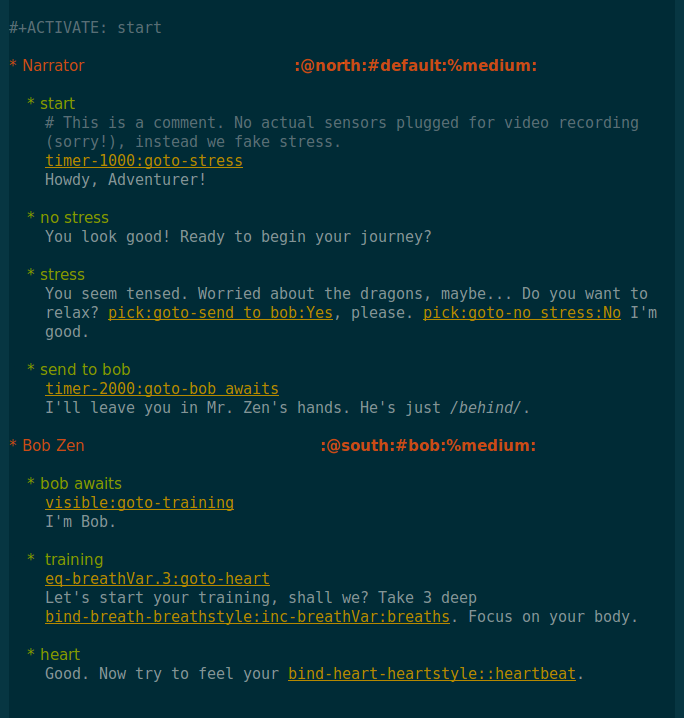 #+ACTIVATE: start
* Narrator :@north:#default:%medium:
* start
# This is a comment. No actual sensors plugged for video recording
(sorry!), instead we fake stress.
timer-1000:goto-stress
Howdy, Adventurer!
* no stress
You look good! Ready to begin your journey?
* stress
You seem tensed. Worried about the dragons, maybe... Do you want to
relax? pick:goto-send to bob:Yes, please. pick:goto-no stress:No I'm
good.
* send to bob
timer-2000:goto-bob awaits
I'll leave you in Mr. Zen's hands. He's just /behind/.
* Bob Zen :@south:#bob:%medium:
* bob awaits
visible:goto-training
I'm Bob.
* training
eq-breathVar.3:goto-heart
Let's start your training, shall we? Take 3 deep
bind-breath-breathstyle:inc-breathVar:breaths. Focus on your body.
* heart
Good. Now try to feel your bind-heart-heartstyle::heartbeat.